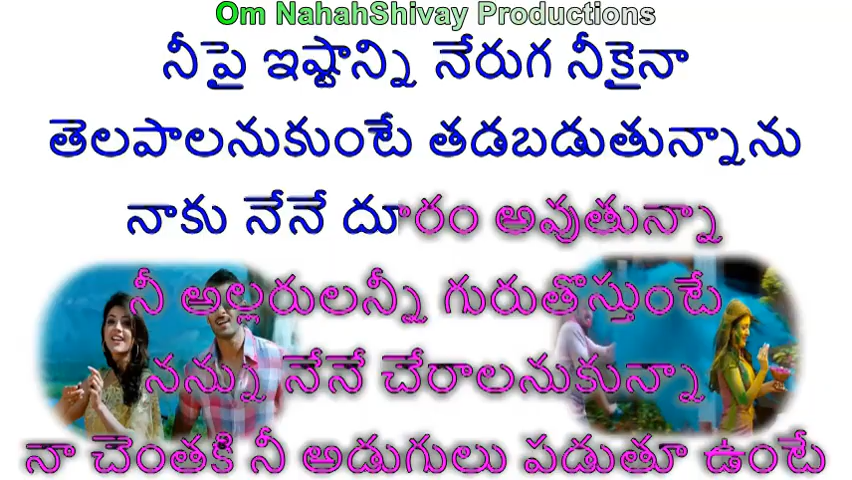 Om NahahShivay Productions
నీపై ఇష్టాన్ని నేరుగ నీకైనా
తెలపాలనుకుంటే తడబడుతున్నాను
నాకు నేనే దూరం అవుతున్నా
నీ అల్లరులన్నీ గురుతొస్తుంటే
నన్ను నేనే చేరాలనుకున్నా
నా చెంతకి నీ అడుగులు పడుతూ ఉంటే